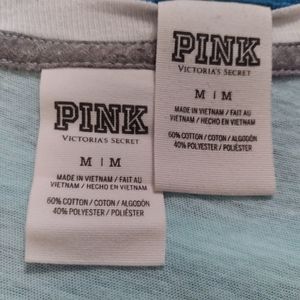 PINK
VICTORIA'S SECRET
M | M
MADE IN VIETNAM / FAIT AU
VIETNAM / HECHO EN VIETNAM
60% COTTON / COTON / ALGODÓN
40% POLYESTER / POLIÉSTER
PINK
VICTORIA'S SECRET
M | M
MADE IN VIETNAM / FAIT AU
VIETNAM / HECHO EN VIETNAM
60% COTTON / COTON / ALGODÓN
40% POLYESTER / POLIÉSTER